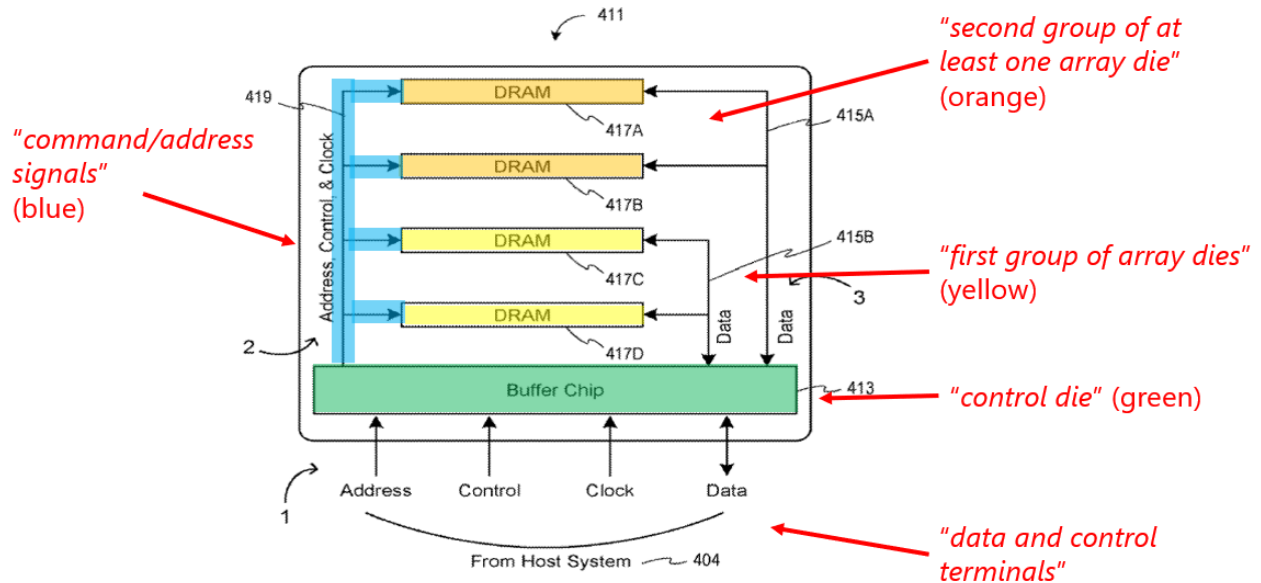 411
"second group of at
least one array die"
(orange)
419
DRAM
417A
415A
"command/address
signals"
(blue)
Address, Control, & Clock
DRAM
417B
DRAM
417C
415B
"first group of array dies"
(yellow)
3
DRAM
417D
Data
Data
2
Buffer Chip
413
"control die" (green)
1
Address
Control
Clock
Data
From Host System
404
"data and control
terminals"